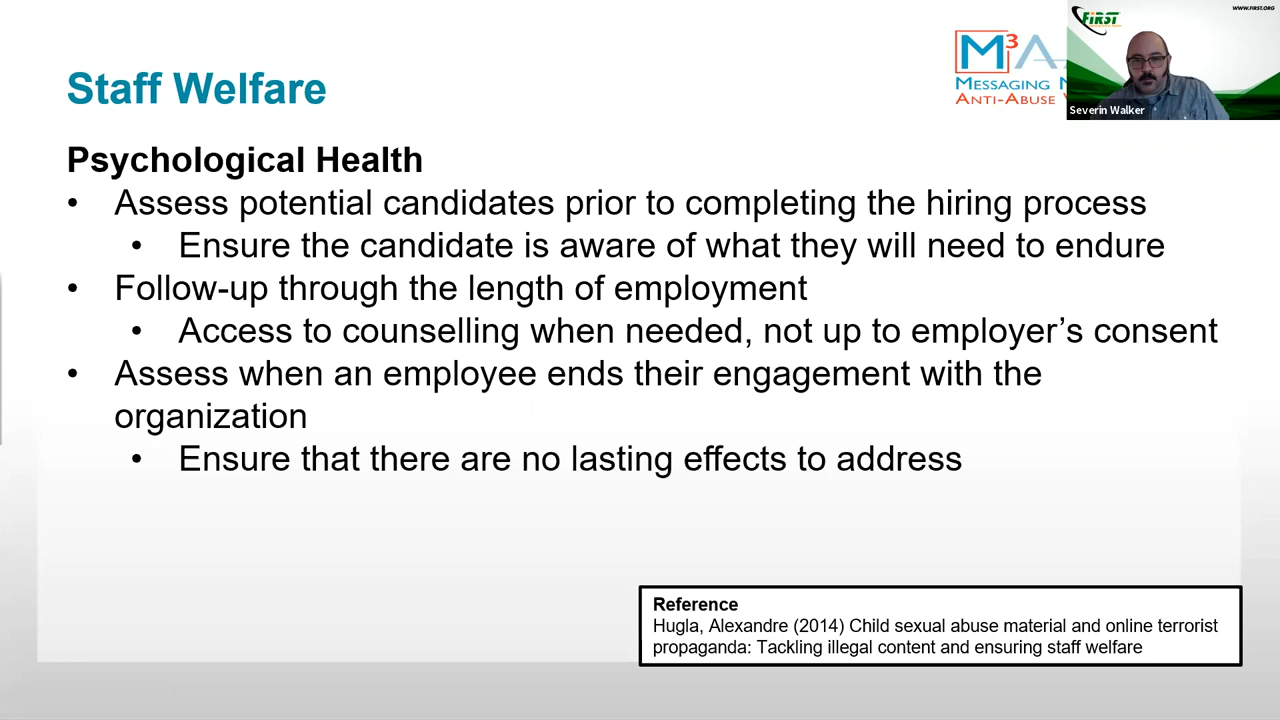 FIRST
WWW.FIRST.ORG
M3AA
MESSAGING
ANTI-ABUSE
Severin Walker
Staff Welfare
Psychological Health
• Assess potential candidates prior to completing the hiring process
• Ensure the candidate is aware of what they will need to endure
• Follow-up through the length of employment
• Access to counselling when needed, not up to employer’s consent
• Assess when an employee ends their engagement with the
organization
• Ensure that there are no lasting effects to address
Reference
Hugla, Alexandre (2014) Child sexual abuse material and online terrorist
propaganda: Tackling illegal content and ensuring staff welfare